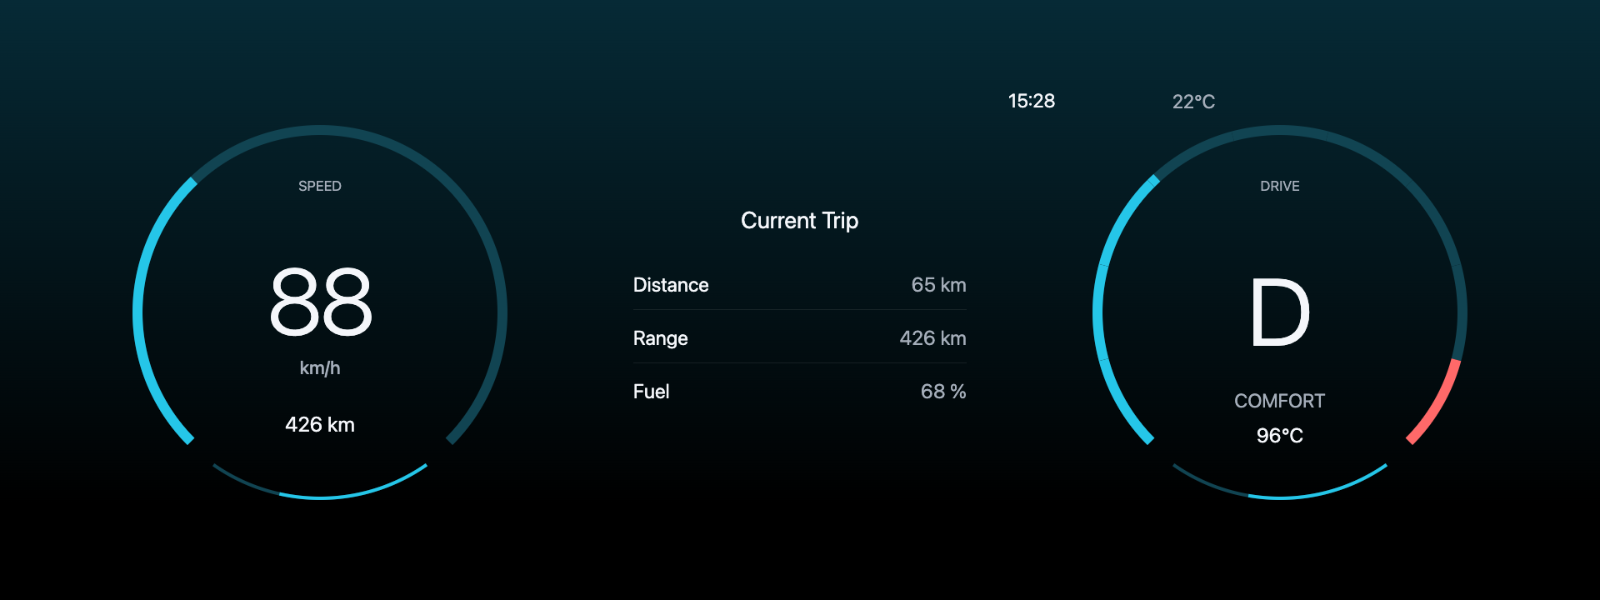 15:28 22°C
SPEED
88
km/h
426 km
Current Trip
Distance 65 km
Range 426 km
Fuel 68 %
DRIVE
D
COMFORT
96°C